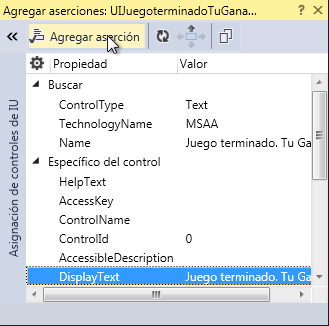 Agregar aserciones: UIJuegoterminadoTuGana...
Agregar aserción
Asignación de controles de IU
Propiedad Valor
Buscar
ControlType Text
TechnologyName MSAA
Name Juego terminado. Tu Ga
Específico del control
HelpText
AccessKey
ControlName
ControlId 0
AccessibleDescription
DisplayText Juego terminado. Tu Ga